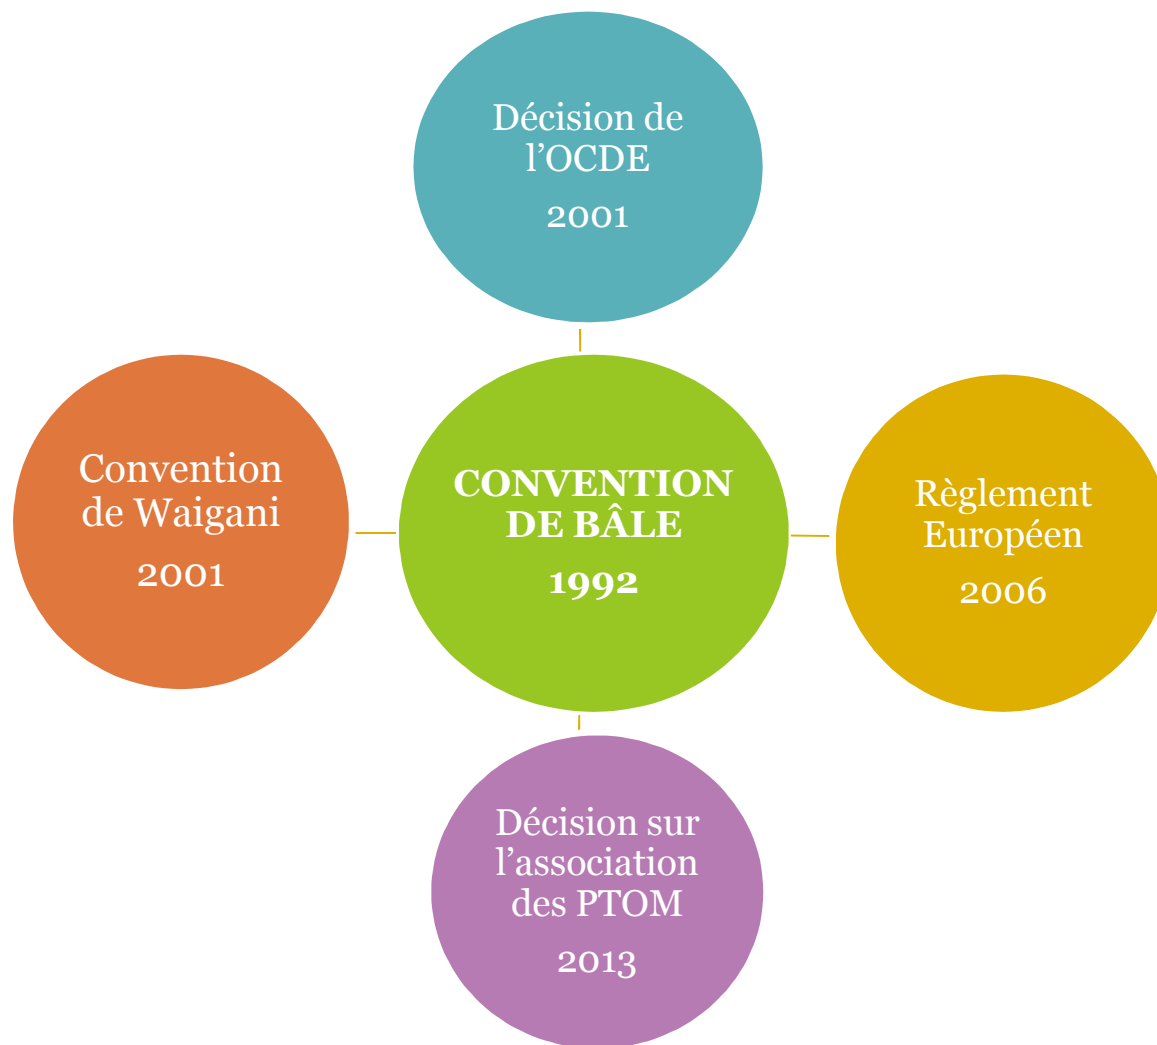 Décision de
l’OCDE
2001
Convention
de Waigani
2001
CONVENTION
DE BÂLE
1992
Règlement
Européen
2006
Décision sur
l’association
des PTOM
2013